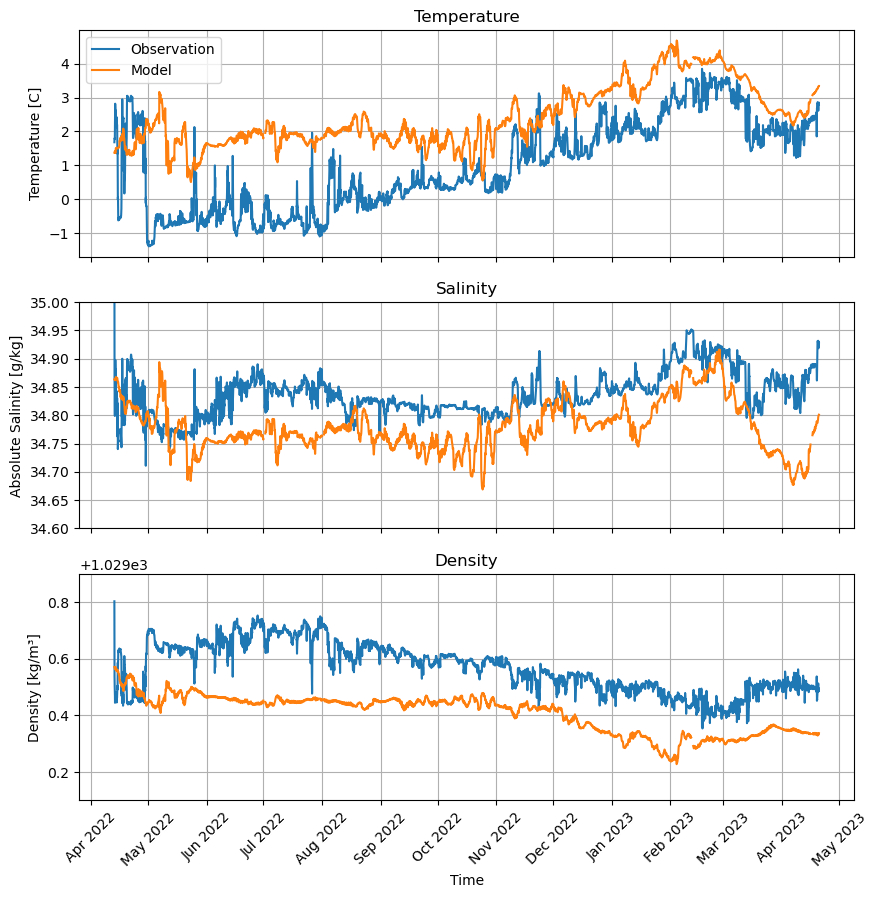 Temperature
Observation
Model
Temperature [C]
4
3
2
1
0
−1
Salinity
Absolute Salinity [g/kg]
35.00
34.95
34.90
34.85
34.80
34.75
34.70
34.65
34.60
Density
+1.029e3
Density [kg/m³]
0.8
0.6
0.4
0.2
Apr 2022
May 2022
Jun 2022
Jul 2022
Aug 2022
Sep 2022
Oct 2022
Nov 2022
Dec 2022
Jan 2023
Feb 2023
Mar 2023
Apr 2023
May 2023
Time